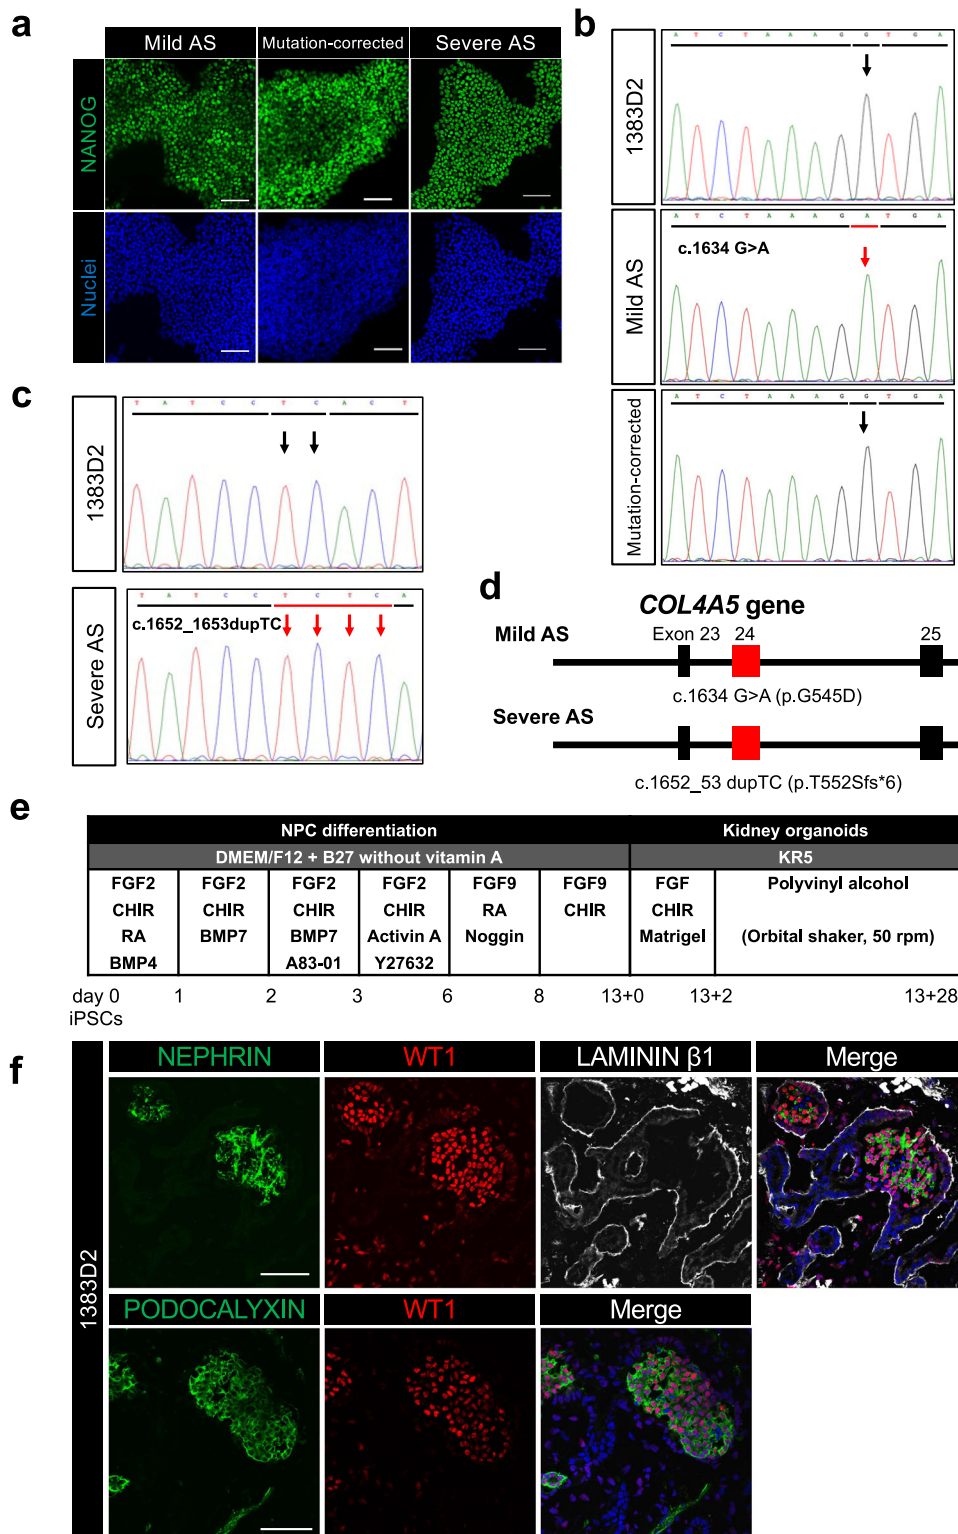 a
Mild AS
Mutation-corrected
Severe AS
NANOG
Nuclei
b
1383D2
A T C T A A A G G T G A
Mild AS
A T C T A A A G A T G A
c.1634 G>A
Mutation-corrected
A T C T A A A G G T G A
c
1383D2
T A T C C T C A C T
Severe AS
T A T C C T C T C A
c.1652_1653dupTC
d
COL4A5 gene
Mild AS
Exon 23 24 25
c.1634 G>A (p.G545D)
Severe AS
c.1652_53 dupTC (p.T552Sfs*6)
e
NPC differentiation Kidney organoids
DMEM/F12 + B27 without vitamin A KR5
FGF2 FGF2 FGF2 FGF2 FGF9 FGF9 FGF Polyvinyl alcohol
CHIR CHIR CHIR CHIR RA CHIR CHIR
RA BMP7 BMP7 Activin A Noggin Matrigel (Orbital shaker, 50 rpm)
BMP4 A83-01 Y27632
day 0 1 2 3 6 8 13+0 13+2 13+28
iPSCs
f
1383D2
NEPHRIN WT1 LAMININ β1 Merge
PODOCALYXIN WT1 Merge